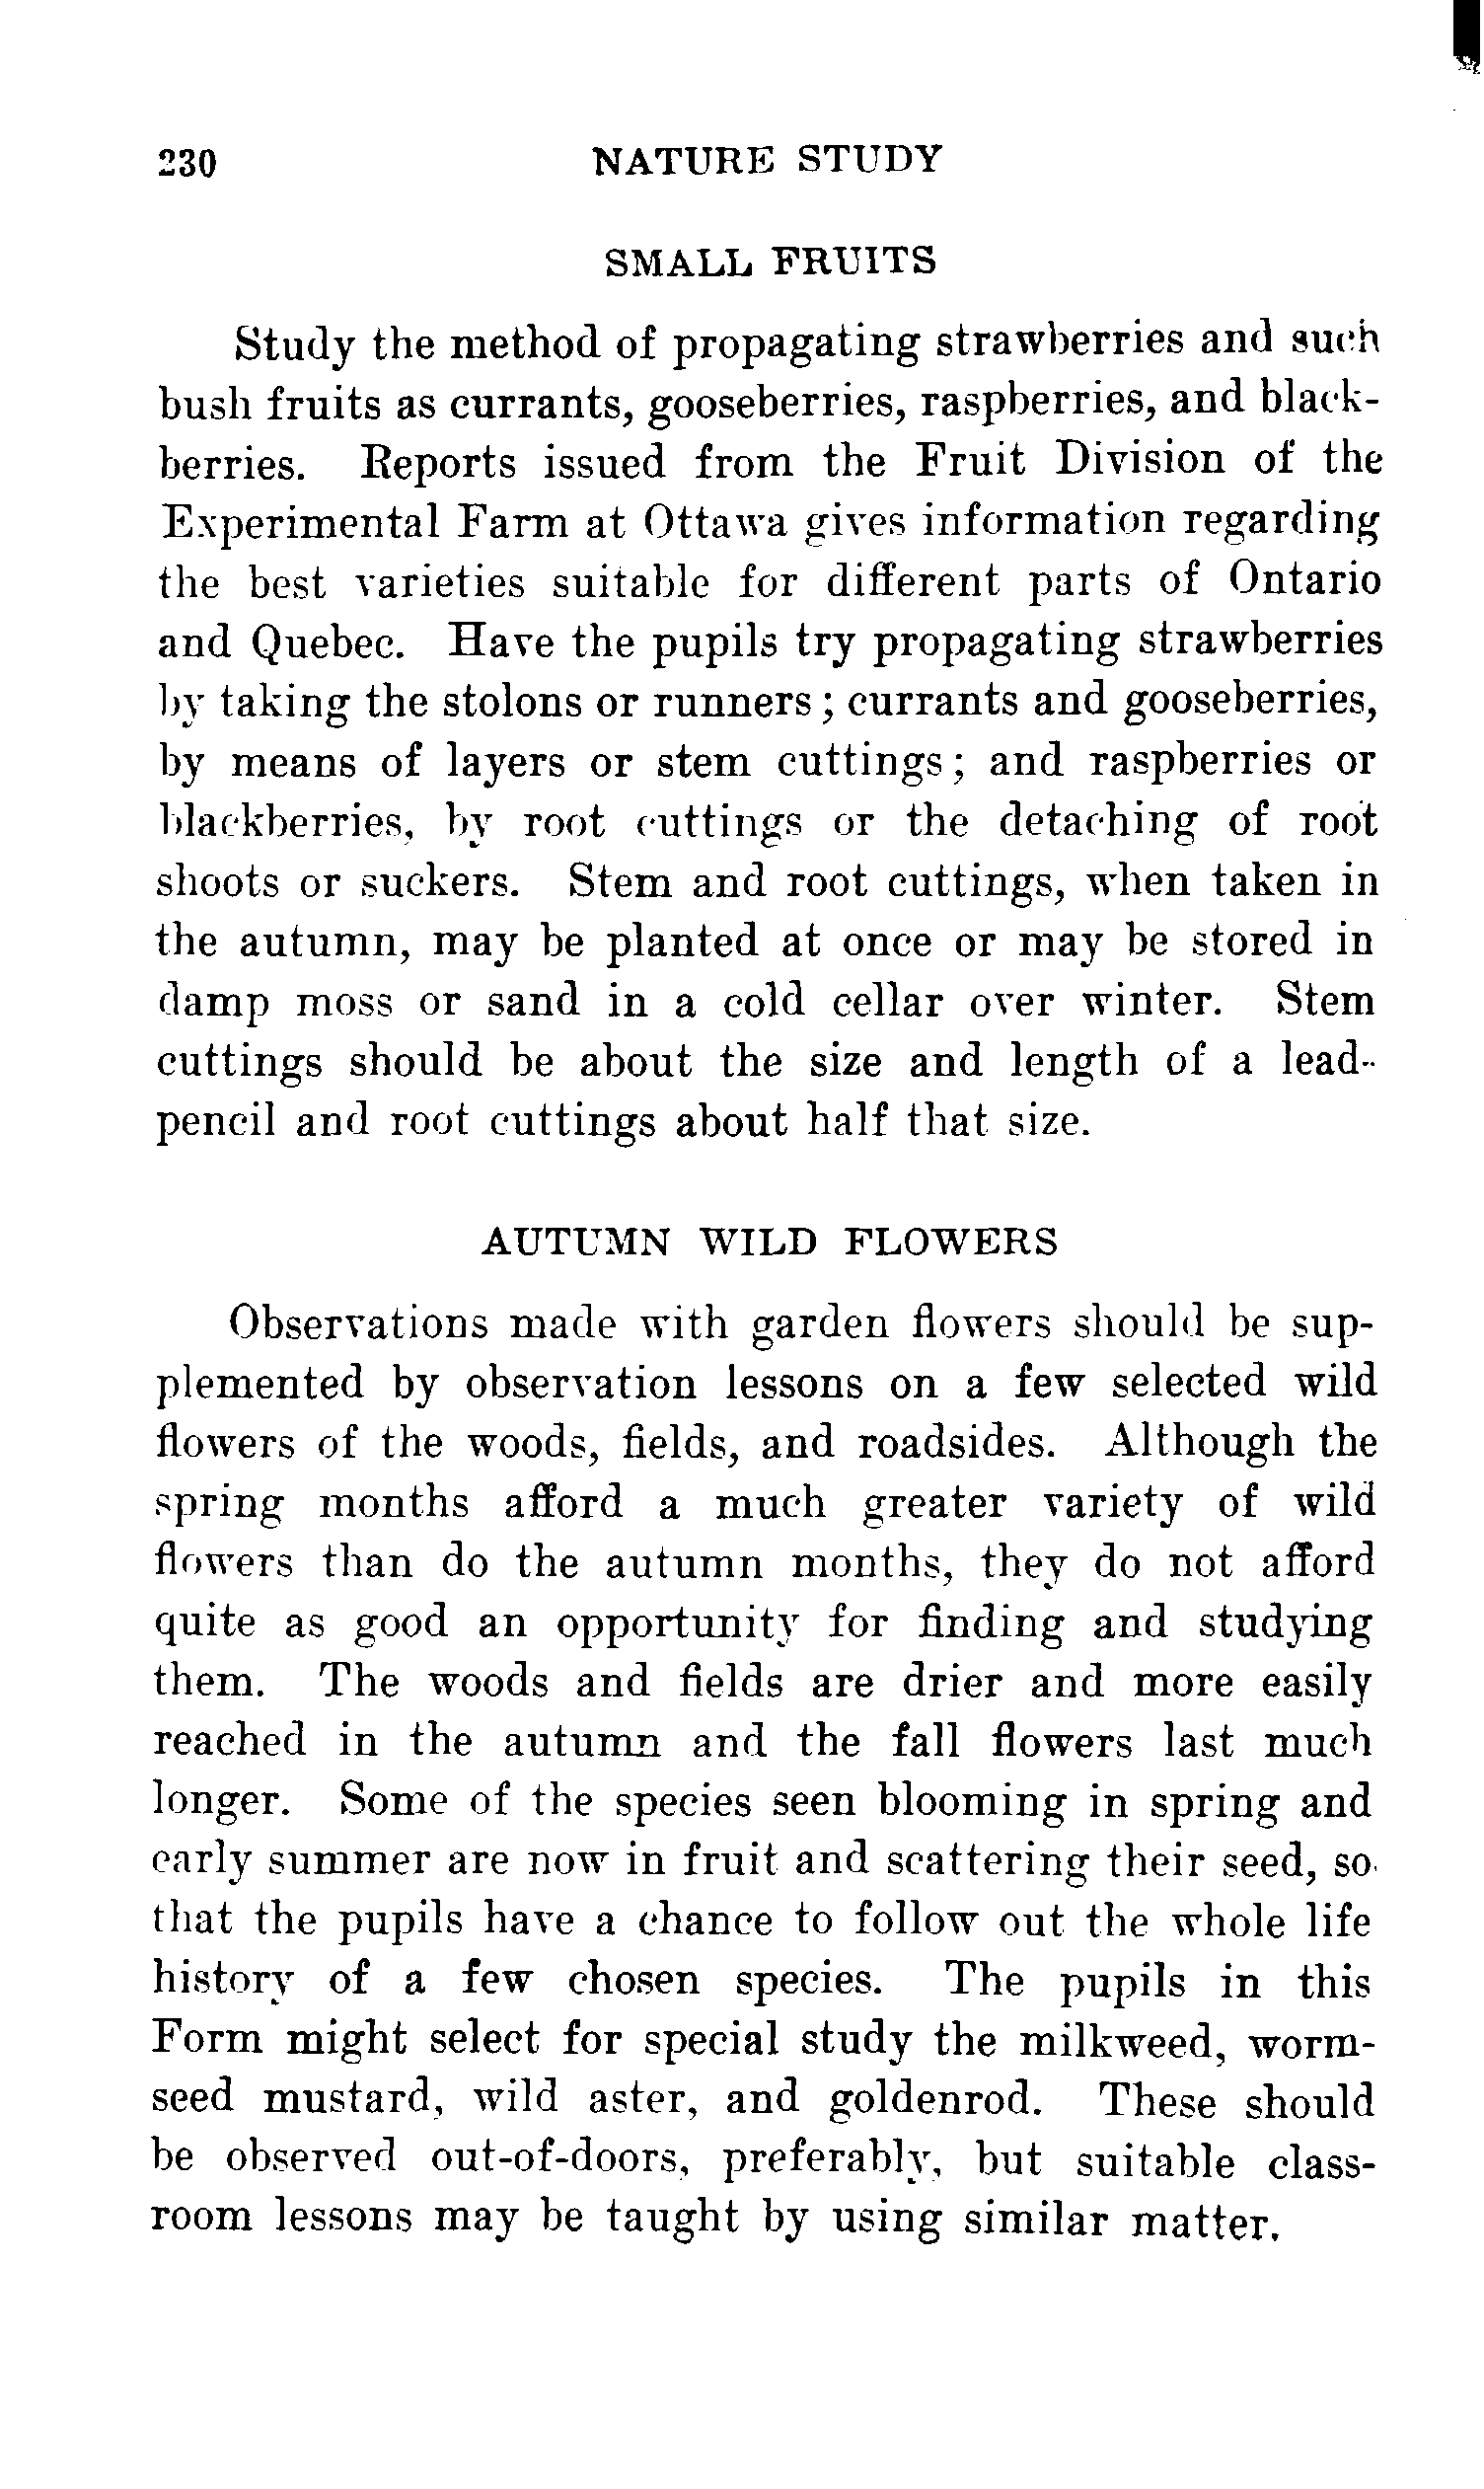 230 NATURE STUDY
SMALL FRUITS
Study the method of propagating strawberries and such
bush fruits as currants, gooseberries, raspberries, and black-
berries. Reports issued from the Fruit Division of the
Experimental Farm at Ottawa gives information regarding
the best varieties suitable for different parts of Ontario
and Quebec. Have the pupils try propagating strawberries
by taking the stolons or runners; currants and gooseberries,
by means of layers or stem cuttings; and raspberries or
blackberries, by root cuttings or the detaching of root
shoots or suckers. Stem and root cuttings, when taken in
the autumn, may be planted at once or may be stored in
damp moss or sand in a cold cellar over winter. Stem
cuttings should be about the size and length of a lead-
pencil and root cuttings about half that size.
AUTUMN WILD FLOWERS
Observations made with garden flowers should be sup-
plemented by observation lessons on a few selected wild
flowers of the woods, fields, and roadsides. Although the
spring months afford a much greater variety of wild
flowers than do the autumn months, they do not afford
quite as good an opportunity for finding and studying
them. The woods and fields are drier and more easily
reached in the autumn and the fall flowers last much
longer. Some of the species seen blooming in spring and
early summer are now in fruit and scattering their seed, so
that the pupils have a chance to follow out the whole life
history of a few chosen species. The pupils in this
Form might select for special study the milkweed, worm-
seed mustard, wild aster, and goldenrod. These should
be observed out-of-doors, preferably, but suitable class-
room lessons may be taught by using similar matter.